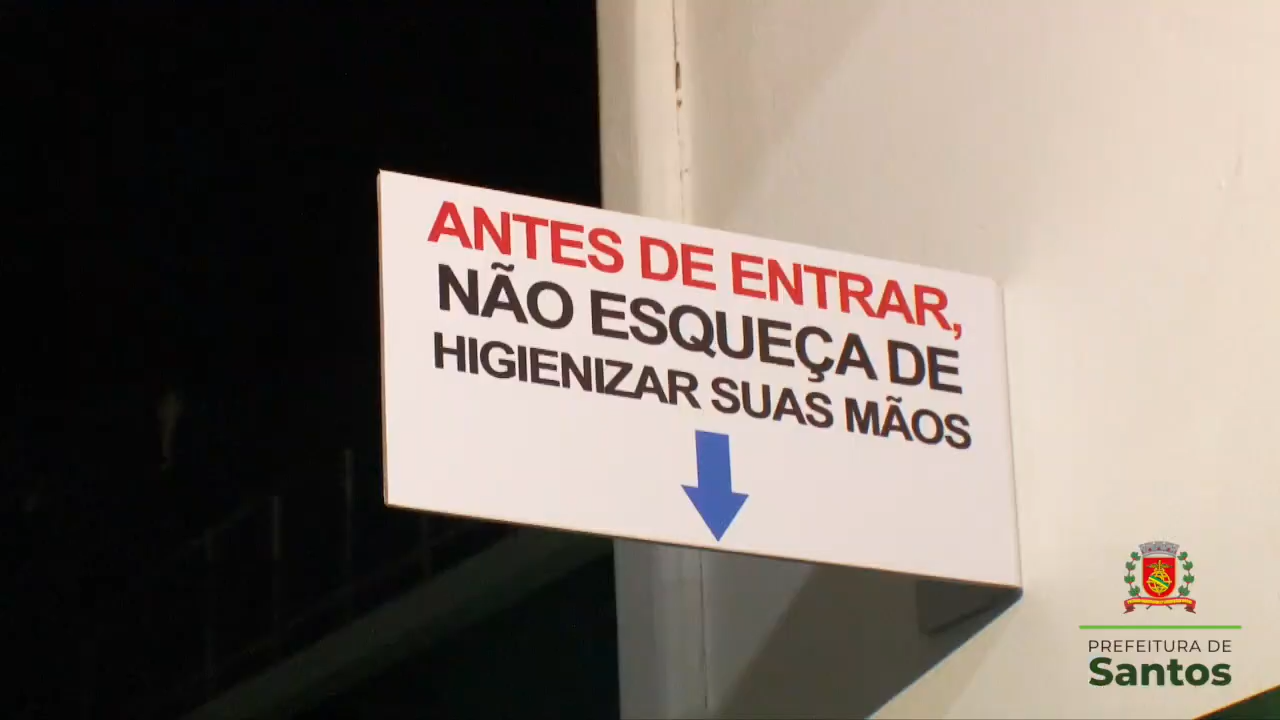 ANTES DE ENTRAR,
NÃO ESQUEÇA DE
HIGIENIZAR SUAS MÃOS
PREFEITURA DE
Santos